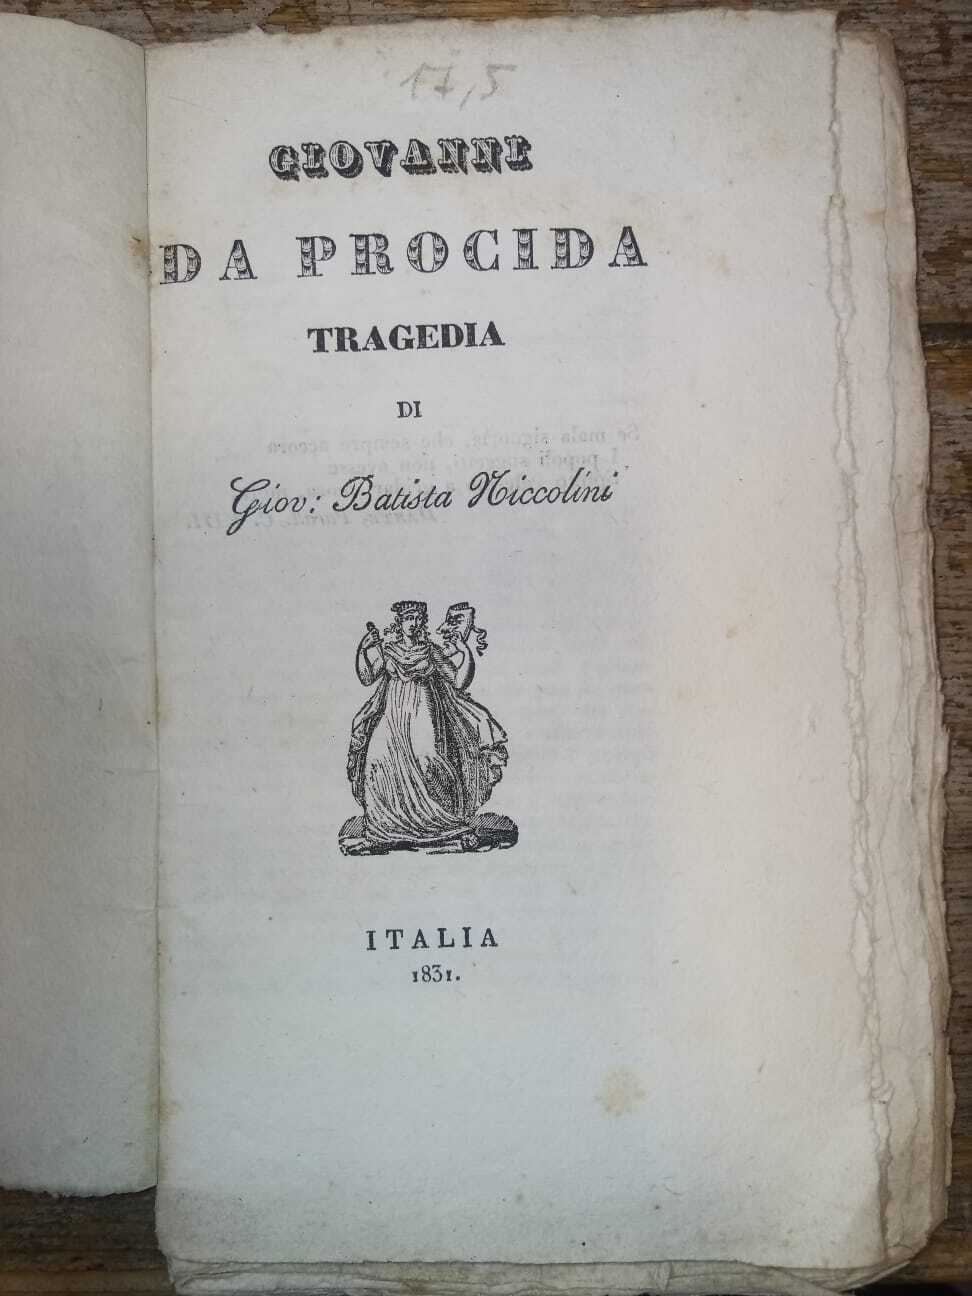 17,5
GIOVANNI
DA PROCIDA
TRAGEDIA
DI
Giov: Batista Niccolini
ITALIA
1831.